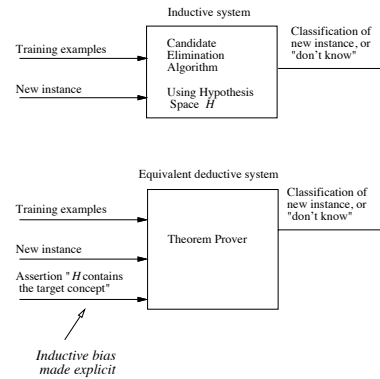 Inductive system
Classification of
new instance, or
"don't know"
Training examples
New instance
Candidate
Elimination
Algorithm
Using Hypothesis
Space H
Equivalent deductive system
Classification of
new instance, or
"don't know"
Training examples
New instance
Assertion " H contains
the target concept"
Theorem Prover
Inductive bias
made explicit